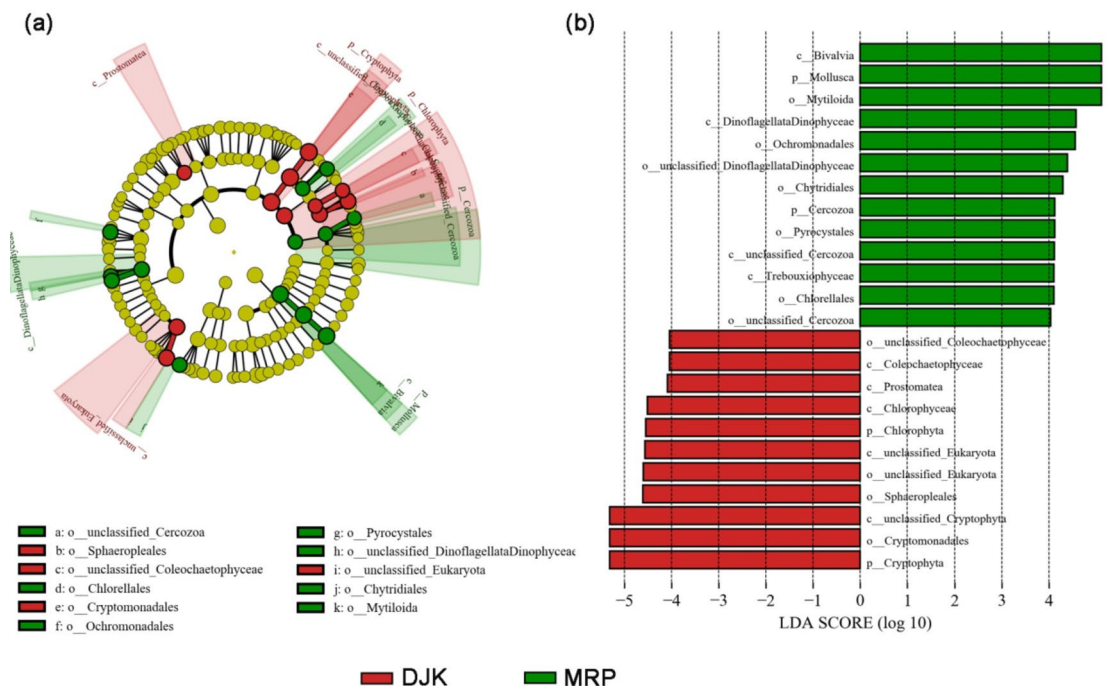 (a)
(b)
c__Prostomatea
p__Cryptophyta
c__unclassified_Cryptophyta
e
d
p__Chlorophyta
c
b
a
p__Cercozoa
c__unclassified_Cercozoa
f
c__DinoflagellataDinophyceae
h g
c__unclassified_Eukaryota
i
j
c__Bivalvia
p__Mollusca
a: o__unclassified_Cercozoa
b: o__Sphaeropleales
c: o__unclassified_Coleochaetophyceae
d: o__Chlorellales
e: o__Cryptomonadales
f: o__Ochromonadales
g: o__Pyrocystales
h: o__unclassified_DinoflagellataDinophyceae
i: o__unclassified_Eukaryota
j: o__Chytridiales
k: o__Mytiloida
c__Bivalvia
p__Mollusca
o__Mytiloida
c__DinoflagellataDinophyceae
o__Ochromonadales
o__unclassified_DinoflagellataDinophyceae
o__Chytridiales
p__Cercozoa
o__Pyrocystales
c__unclassified_Cercozoa
c__Trebouxiophyceae
o__Chlorellales
o__unclassified_Cercozoa
o__unclassified_Coleochaetophyceae
c__Coleochaetophyceae
c__Prostomatea
c__Chlorophyceae
p__Chlorophyta
c__unclassified_Eukaryota
o__unclassified_Eukaryota
o__Sphaeropleales
c__unclassified_Cryptophyta
o__Cryptomonadales
p__Cryptophyta
−5 −4 −3 −2 −1 0 1 2 3 4
LDA SCORE (log 10)
DJK MRP